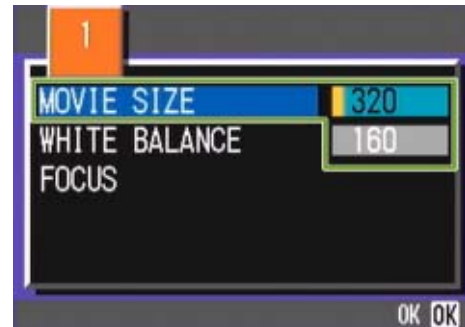 1
MOVIE SIZE 320
WHITE BALANCE 160
FOCUS
OK OK